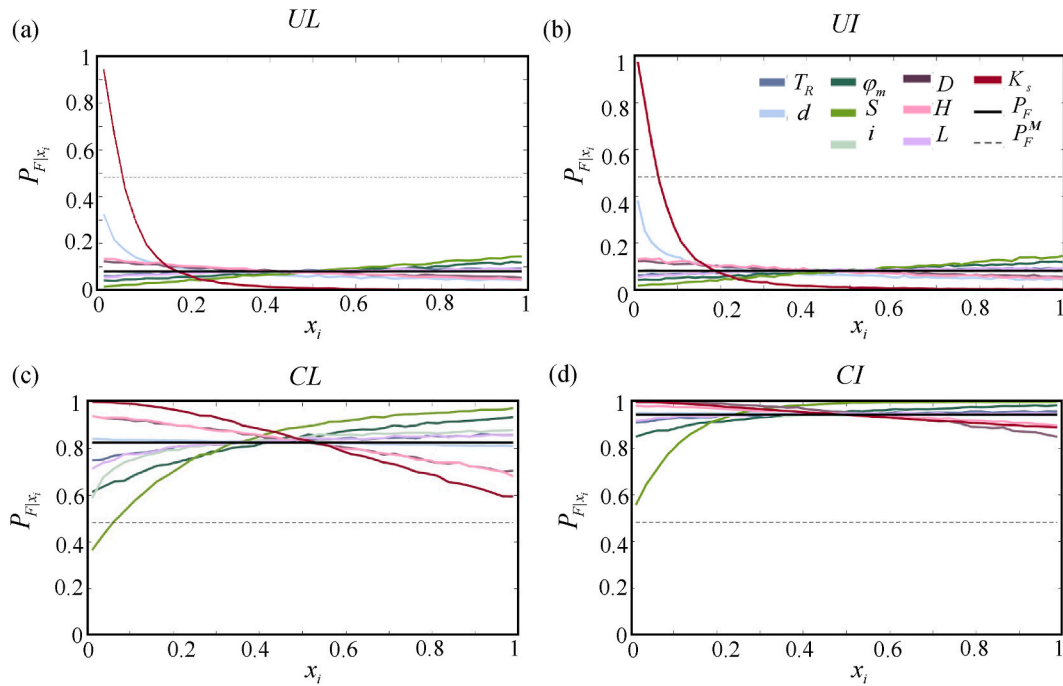 (a) UL
1
0.8
0.6
0.4
0.2
0
0 0.2 0.4 0.6 0.8 1
P_{F|x_i}
x_i
(b) UI
1
0.8
0.6
0.4
0.2
0
0 0.2 0.4 0.6 0.8 1
P_{F|x_i}
x_i
T_R φ_m D K_s
d S H P_F
i L P_F^M
(c) CL
1
0.8
0.6
0.4
0.2
0
0 0.2 0.4 0.6 0.8 1
P_{F|x_i}
x_i
(d) CI
1
0.8
0.6
0.4
0.2
0
0 0.2 0.4 0.6 0.8 1
P_{F|x_i}
x_i